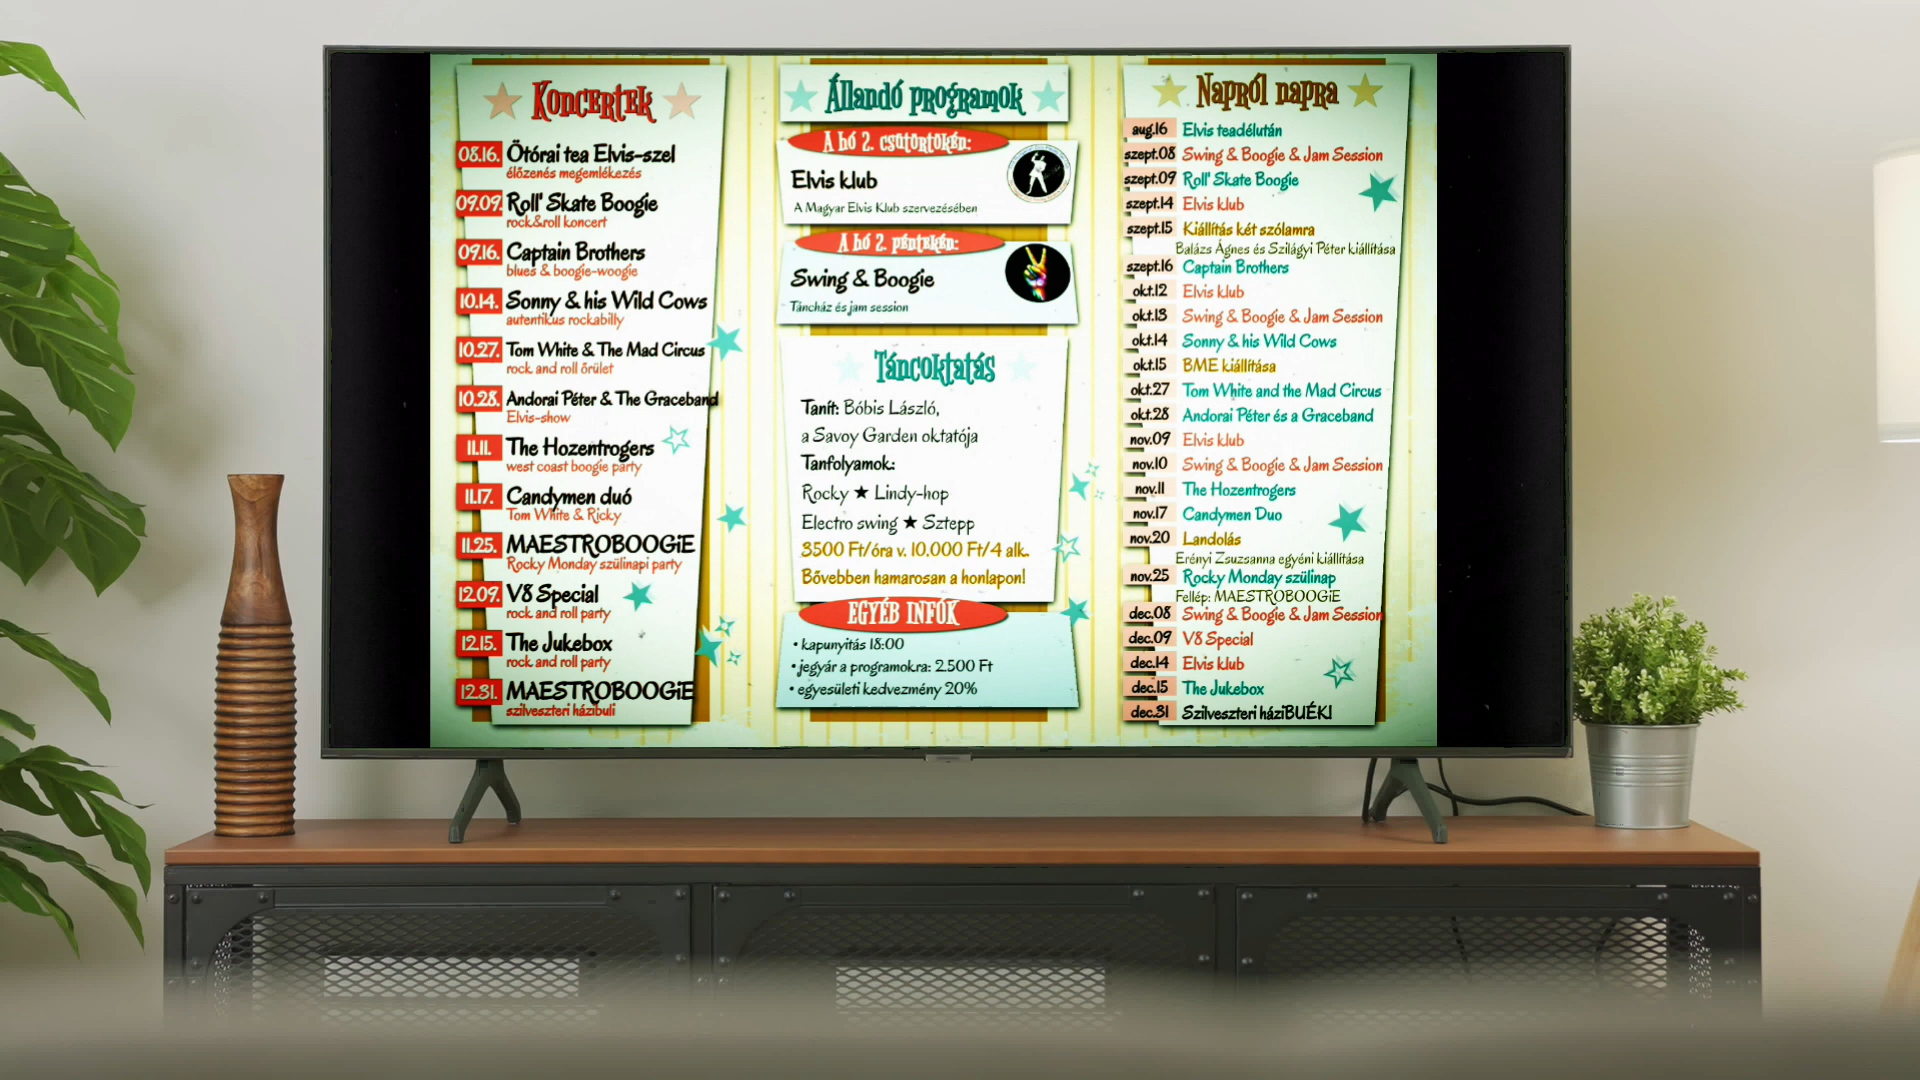 Koncertek
08.16. Ötórai tea Elvis-szel
élőzenés megemlékezés
09.09. Roll' Skate Boogie
rock&roll koncert
09.16. Captain Brothers
blues & boogie-woogie
10.14. Sonny & his Wild Cows
autentikus rockabilly
10.27. Tom White & The Mad Circus
rock and roll őrület
10.28. Andorai Péter & The Graceband
Elvis-show
11.11. The Hozentrogers
west coast boogie party
11.17. Candymen duó
Tom White & Ricky
11.25. MAESTROBOOGiE
Rocky Monday szülinapi party
12.09. V8 Special
rock and roll party
12.15. The Jukebox
rock and roll party
12.31. MAESTROBOOGiE
szilveszteri házibuli
Állandó programok
A hó 2. csütörtökén:
Elvis klub
A Magyar Elvis Klub szervezésében
A hó 2. péntekén:
Swing & Boogie
Táncház és jam session
Táncoktatás
Tanít: Bóbis László,
a Savoy Garden oktatója
Tanfolyamok:
Rocky ★ Lindy-hop
Electro swing ★ Sztepp
3500 Ft/óra v. 10.000 Ft/4 alk.
Bővebben hamarosan a honlapon!
EGYÉB INFÓK
• kapunyitás 18:00
• jegyár a programokra: 2.500 Ft
• egyesületi kedvezmény 20%
Napról napra
aug.16 Elvis teadélután
szept.08 Swing & Boogie & Jam Session
szept.09 Roll' Skate Boogie
szept.14 Elvis klub
szept.15 Kiállítás két szólamra
Balázs Ágnes és Szilágyi Péter kiállítása
szept.16 Captain Brothers
okt.12 Elvis klub
okt.13 Swing & Boogie & Jam Session
okt.14 Sonny & his Wild Cows
okt.15 BME kiállítása
okt.27 Tom White and the Mad Circus
okt.28 Andorai Péter és a Graceband
nov.09 Elvis klub
nov.10 Swing & Boogie & Jam Session
nov.11 The Hozentrogers
nov.17 Candymen Duo
nov.20 Landolás
Erényi Zsuzsanna egyéni kiállítása
nov.25 Rocky Monday szülinap
Fellép: MAESTROBOOGiE
dec.08 Swing & Boogie & Jam Session
dec.09 V8 Special
dec.14 Elvis klub
dec.15 The Jukebox
dec.31 Szilveszteri háziBUÉK!